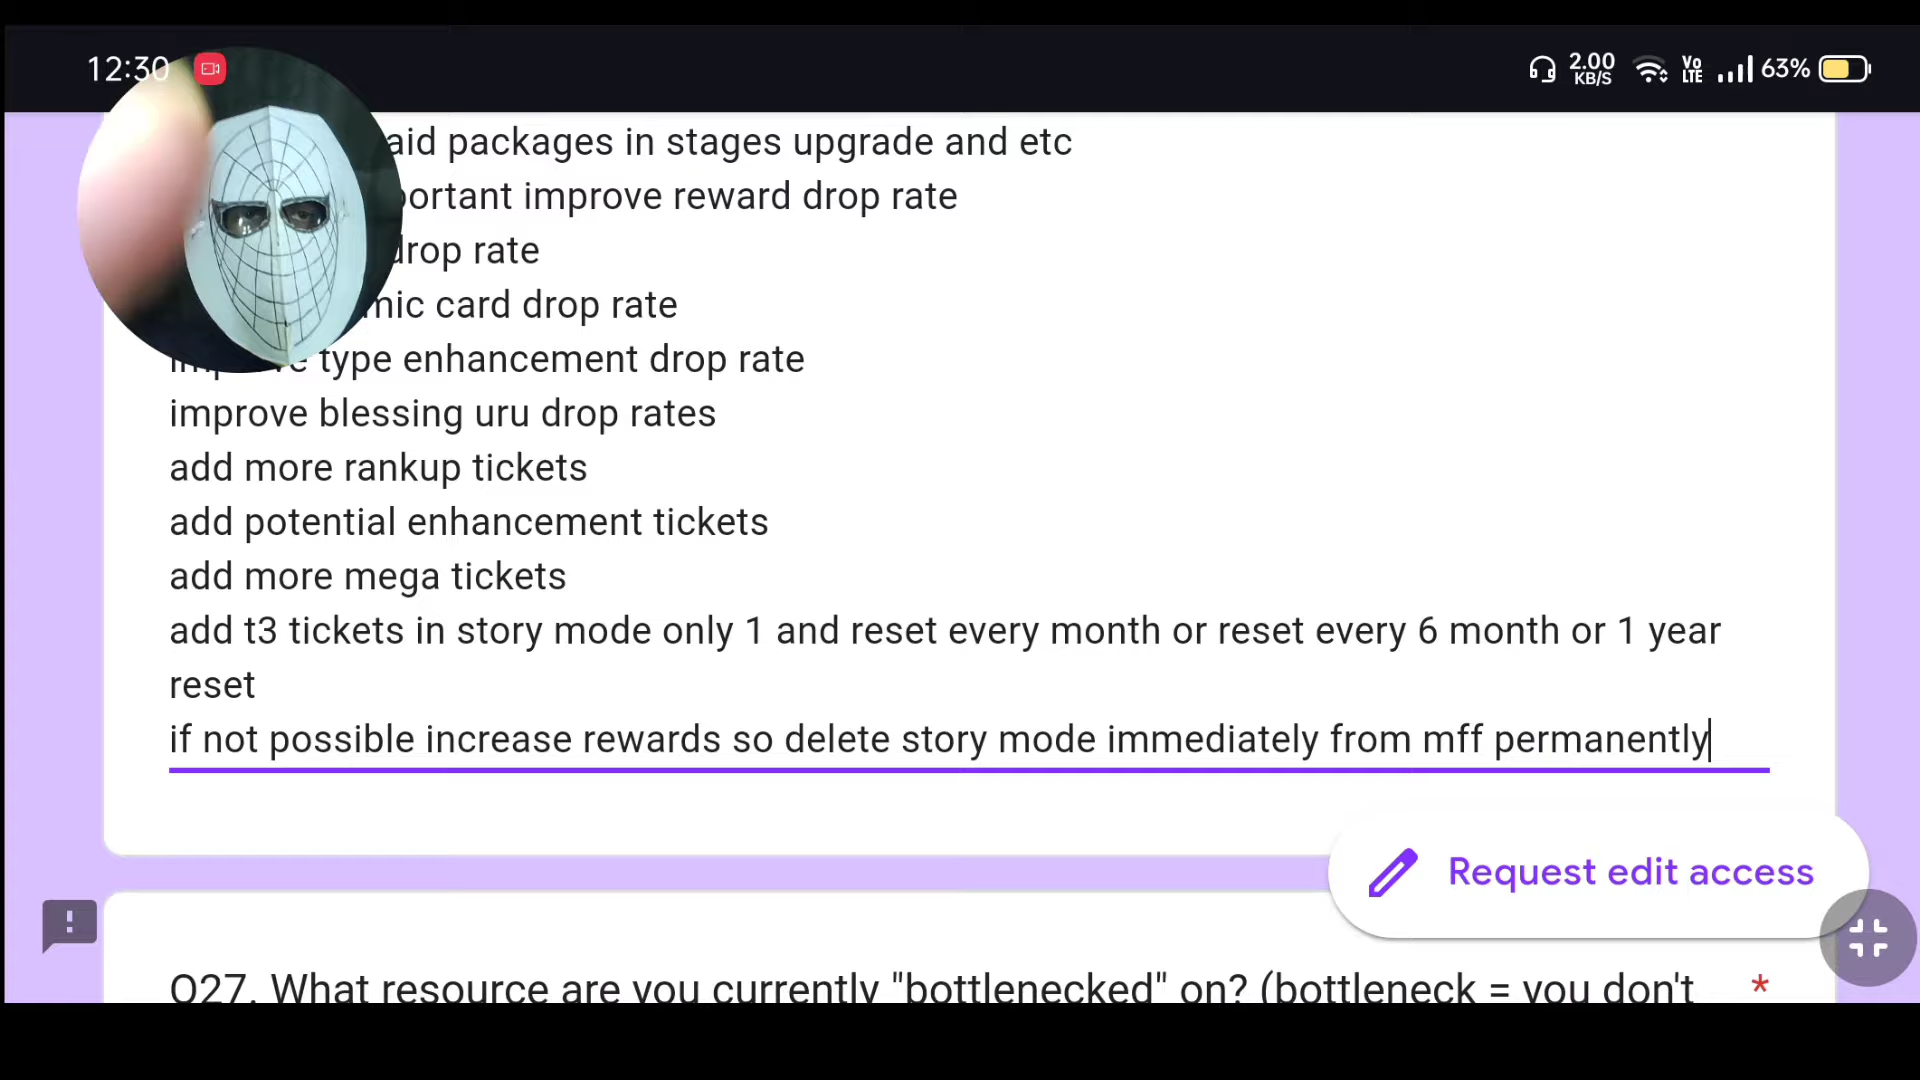 12:30 2.00 KB/S Vo LTE 63%
packages in stages upgrade and etc
improve reward drop rate
drop rate
card drop rate
type enhancement drop rate
improve blessing uru drop rates
add more rankup tickets
add potential enhancement tickets
add more mega tickets
add t3 tickets in story mode only 1 and reset every month or reset every 6 month or 1 year
reset
if not possible increase rewards so delete story mode immediately from mff permanently
Request edit access
Q27. What resource are you currently "bottlenecked" on? (bottleneck = you don't *